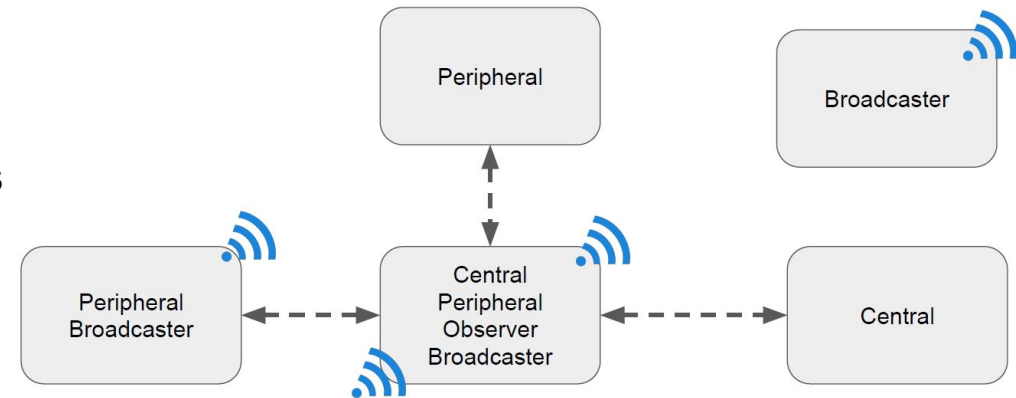 Peripheral
Broadcaster
s
Peripheral
Broadcaster
Central
Peripheral
Observer
Broadcaster
Central